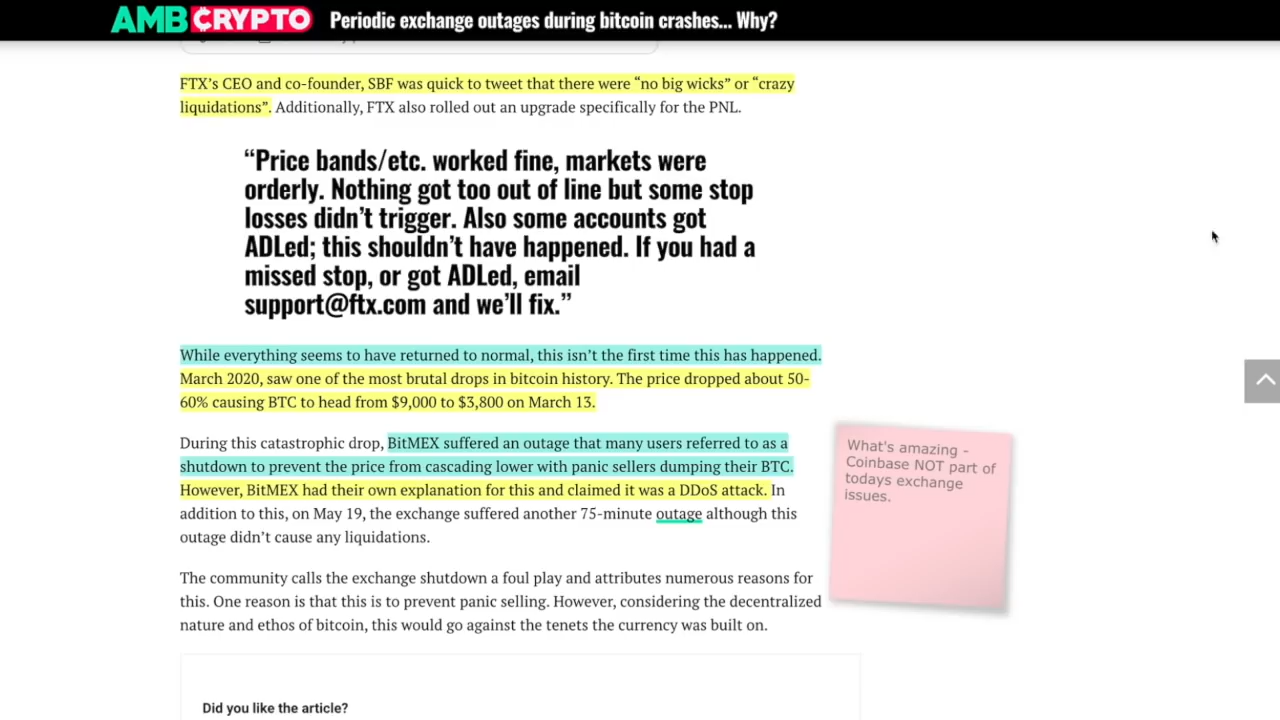 AMBCRYPTO Periodic exchange outages during bitcoin crashes... Why?
FTX’s CEO and co-founder, SBF was quick to tweet that there were “no big wicks” or “crazy
liquidations”. Additionally, FTX also rolled out an upgrade specifically for the PNL.
“Price bands/etc. worked fine, markets were
orderly. Nothing got too out of line but some stop
losses didn’t trigger. Also some accounts got
ADLed; this shouldn’t have happened. If you had a
missed stop, or got ADLed, email
support@ftx.com and we’ll fix.”
While everything seems to have returned to normal, this isn’t the first time this has happened.
March 2020, saw one of the most brutal drops in bitcoin history. The price dropped about 50-
60% causing BTC to head from $9,000 to $3,800 on March 13.
During this catastrophic drop, BitMEX suffered an outage that many users referred to as a
shutdown to prevent the price from cascading lower with panic sellers dumping their BTC.
However, BitMEX had their own explanation for this and claimed it was a DDoS attack. In
addition to this, on May 19, the exchange suffered another 75-minute outage although this
outage didn’t cause any liquidations.
What's amazing -
Coinbase NOT part of
todays exchange
issues.
The community calls the exchange shutdown a foul play and attributes numerous reasons for
this. One reason is that this is to prevent panic selling. However, considering the decentralized
nature and ethos of bitcoin, this would go against the tenets the currency was built on.
Did you like the article?